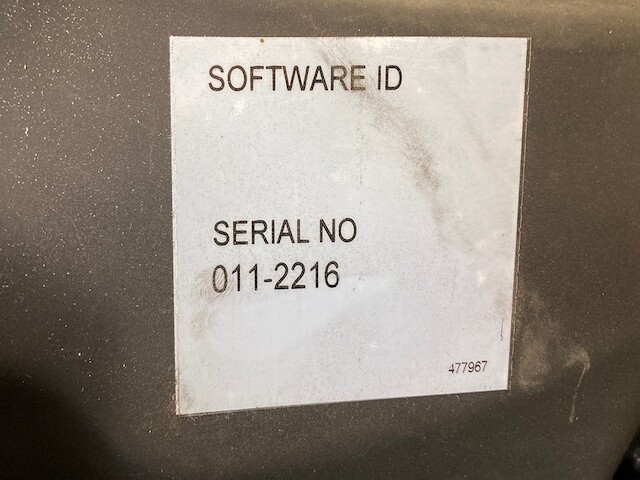 SOFTWARE ID
SERIAL NO
011-2216
477967